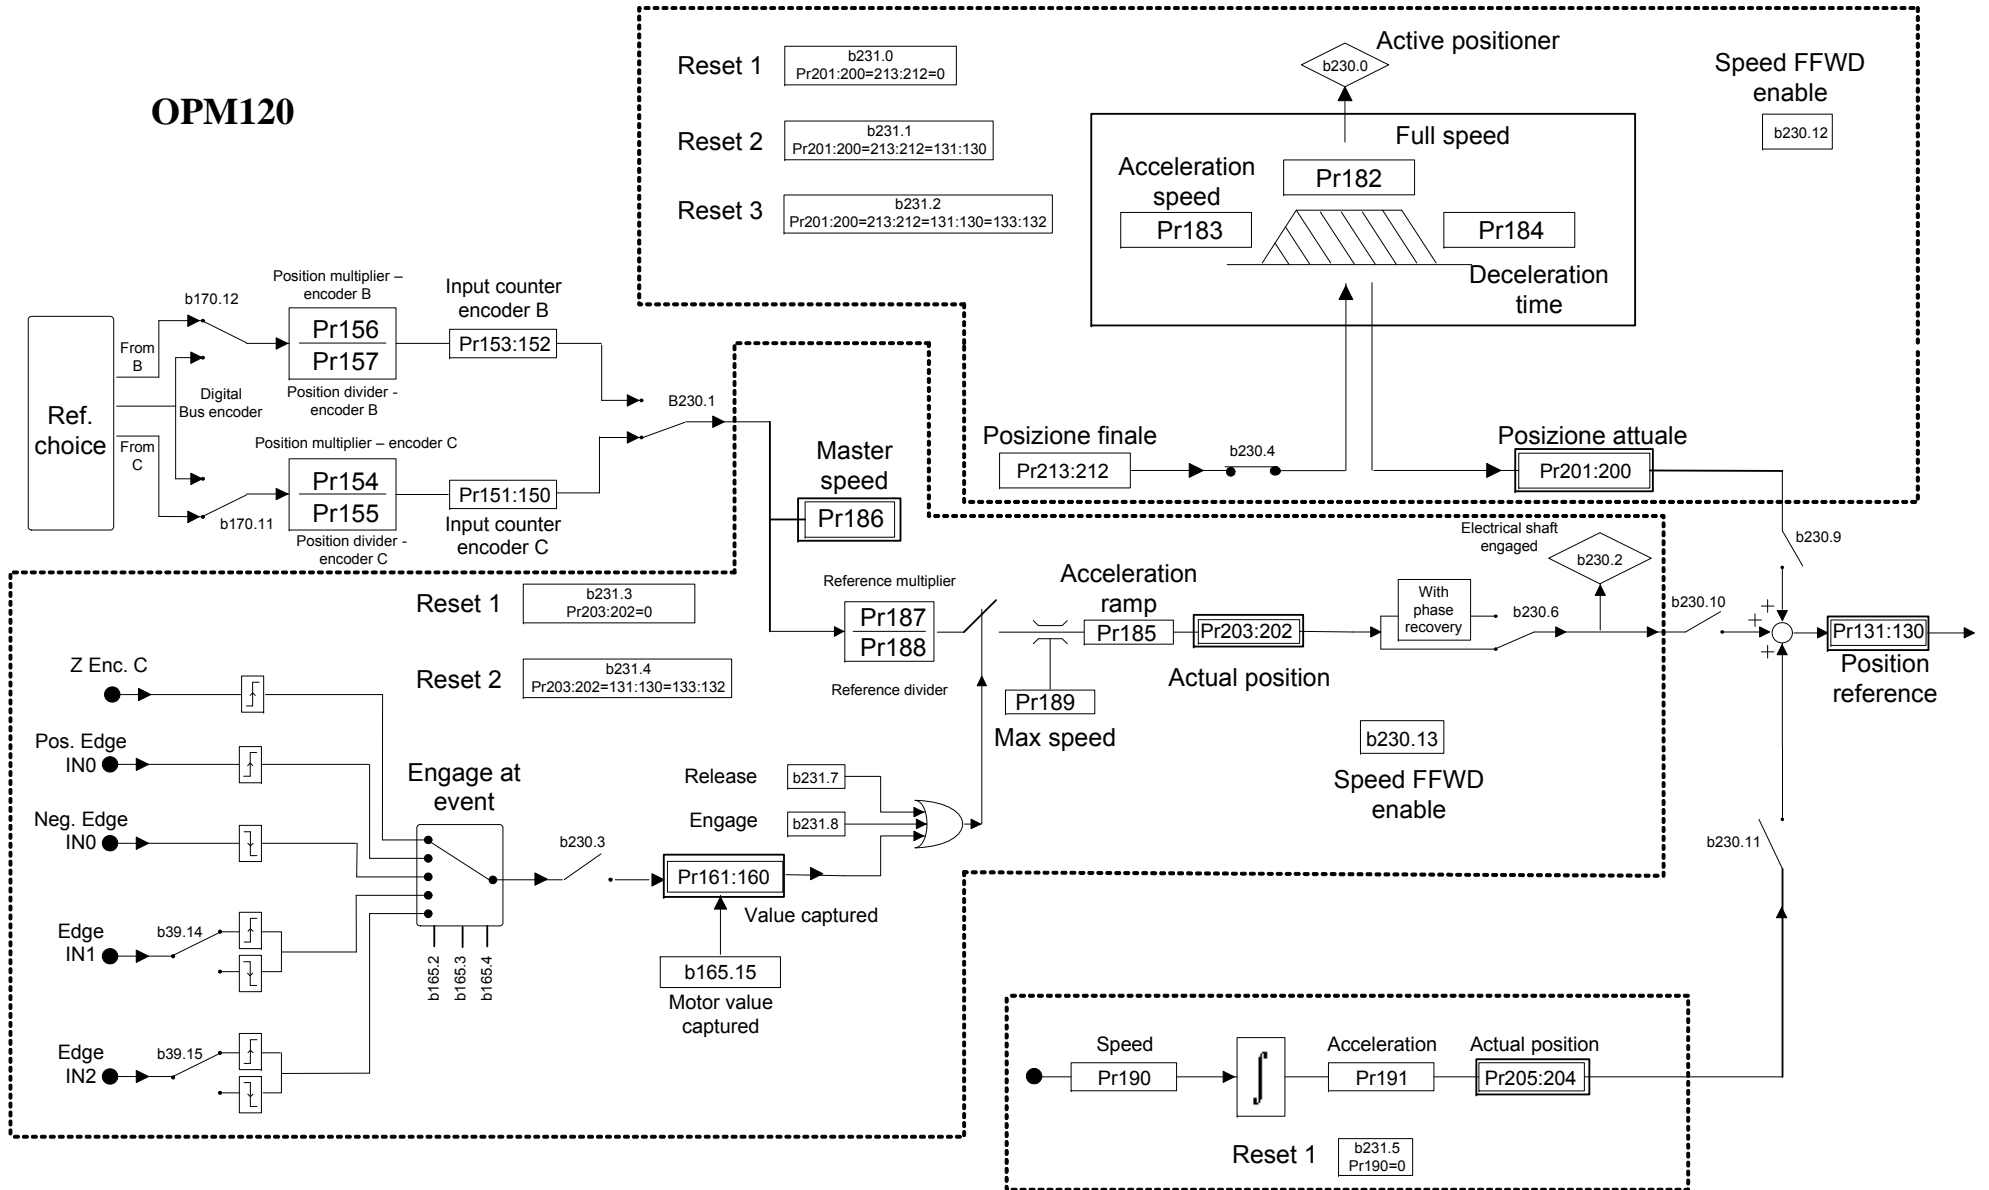 OPM120
Reset 1
b231.0
Pr201:200=213:212=0
Reset 2
b231.1
Pr201:200=213:212=131:130
Reset 3
b231.2
Pr201:200=213:212=131:130=133:132
Active positioner
b230.0
Speed FFWD
enable
b230.12
Full speed
Pr182
Acceleration
speed
Pr183
Pr184
Deceleration
time
Posizione finale
Pr213:212
b230.4
Posizione attuale
Pr201:200
b230.9
Ref.
choice
From
B
From
C
b170.12
Digital
Bus encoder
b170.11
Position multiplier –
encoder B
Pr156
Pr157
Position divider -
encoder B
Input counter
encoder B
Pr153:152
Position multiplier – encoder C
Pr154
Pr155
Position divider -
encoder C
Pr151:150
Input counter
encoder C
B230.1
Master
speed
Pr186
Reset 1
b231.3
Pr203:202=0
Reset 2
b231.4
Pr203:202=131:130=133:132
Reference multiplier
Pr187
Pr188
Reference divider
Acceleration
ramp
Pr185
Pr189
Max speed
Pr203:202
Actual position
With
phase
recovery
b230.6
Electrical shaft
engaged
b230.2
b230.10
+
+
+
Pr131:130
Position
reference
b230.13
Speed FFWD
enable
b230.11
Z Enc. C
Pos. Edge
IN0
Neg. Edge
IN0
Edge
IN1
b39.14
Edge
IN2
b39.15
Engage at
event
b165.2
b165.3
b165.4
b230.3
Release
b231.7
Engage
b231.8
Pr161:160
Value captured
b165.15
Motor value
captured
Speed
Pr190
∫
Acceleration
Pr191
Actual position
Pr205:204
Reset 1
b231.5
Pr190=0